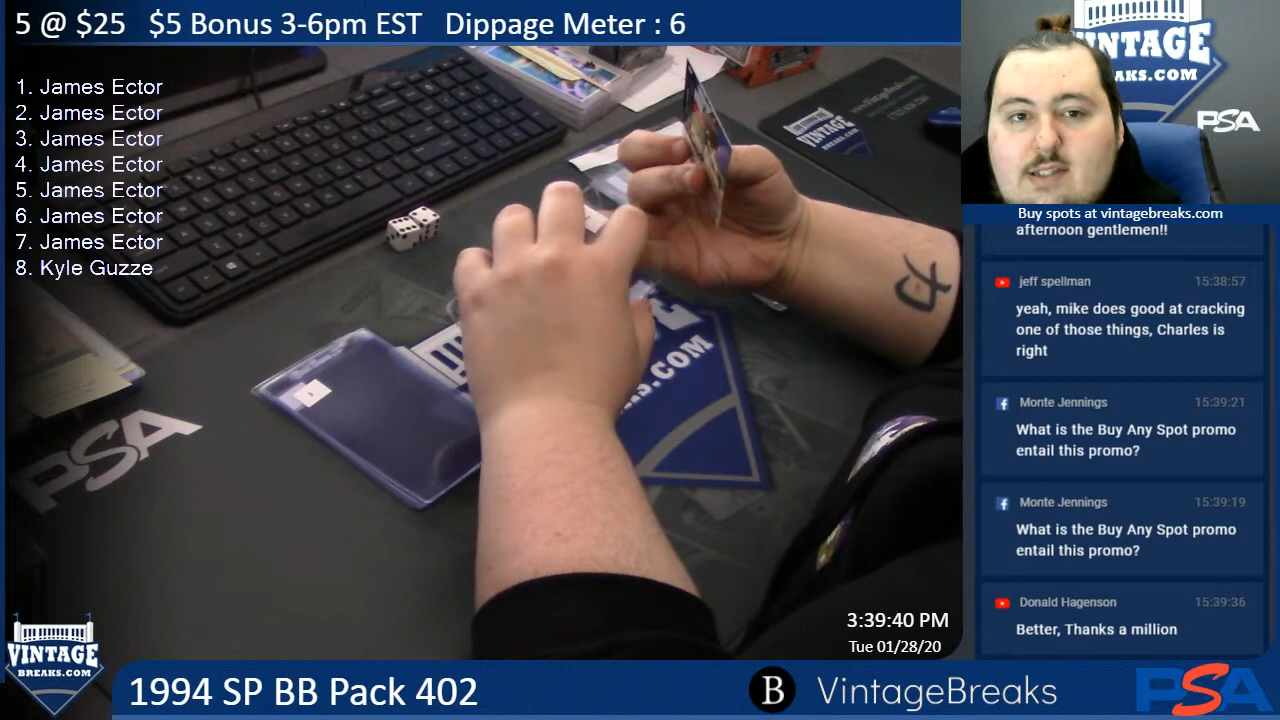 5 @ $25 $5 Bonus 3-6pm EST Dippage Meter : 6
1. James Ector
2. James Ector
3. James Ector
4. James Ector
5. James Ector
6. James Ector
7. James Ector
8. Kyle Guzze
VINTAGE
BREAKS.COM
PSA
Buy spots at vintagebreaks.com
afternoon gentlemen!!
jeff spellman 15:38:57
yeah, mike does good at cracking
one of those things, Charles is
right
Monte Jennings 15:39:21
What is the Buy Any Spot promo
entail this promo?
Monte Jennings 15:39:19
What is the Buy Any Spot promo
entail this promo?
Donald Hagenson 15:39:36
Better, Thanks a million
VINTAGE
PSA
.COM
3:39:40 PM
Tue 01/28/20
VINTAGE
BREAKS.COM
1994 SP BB Pack 402
B VintageBreaks
PSA